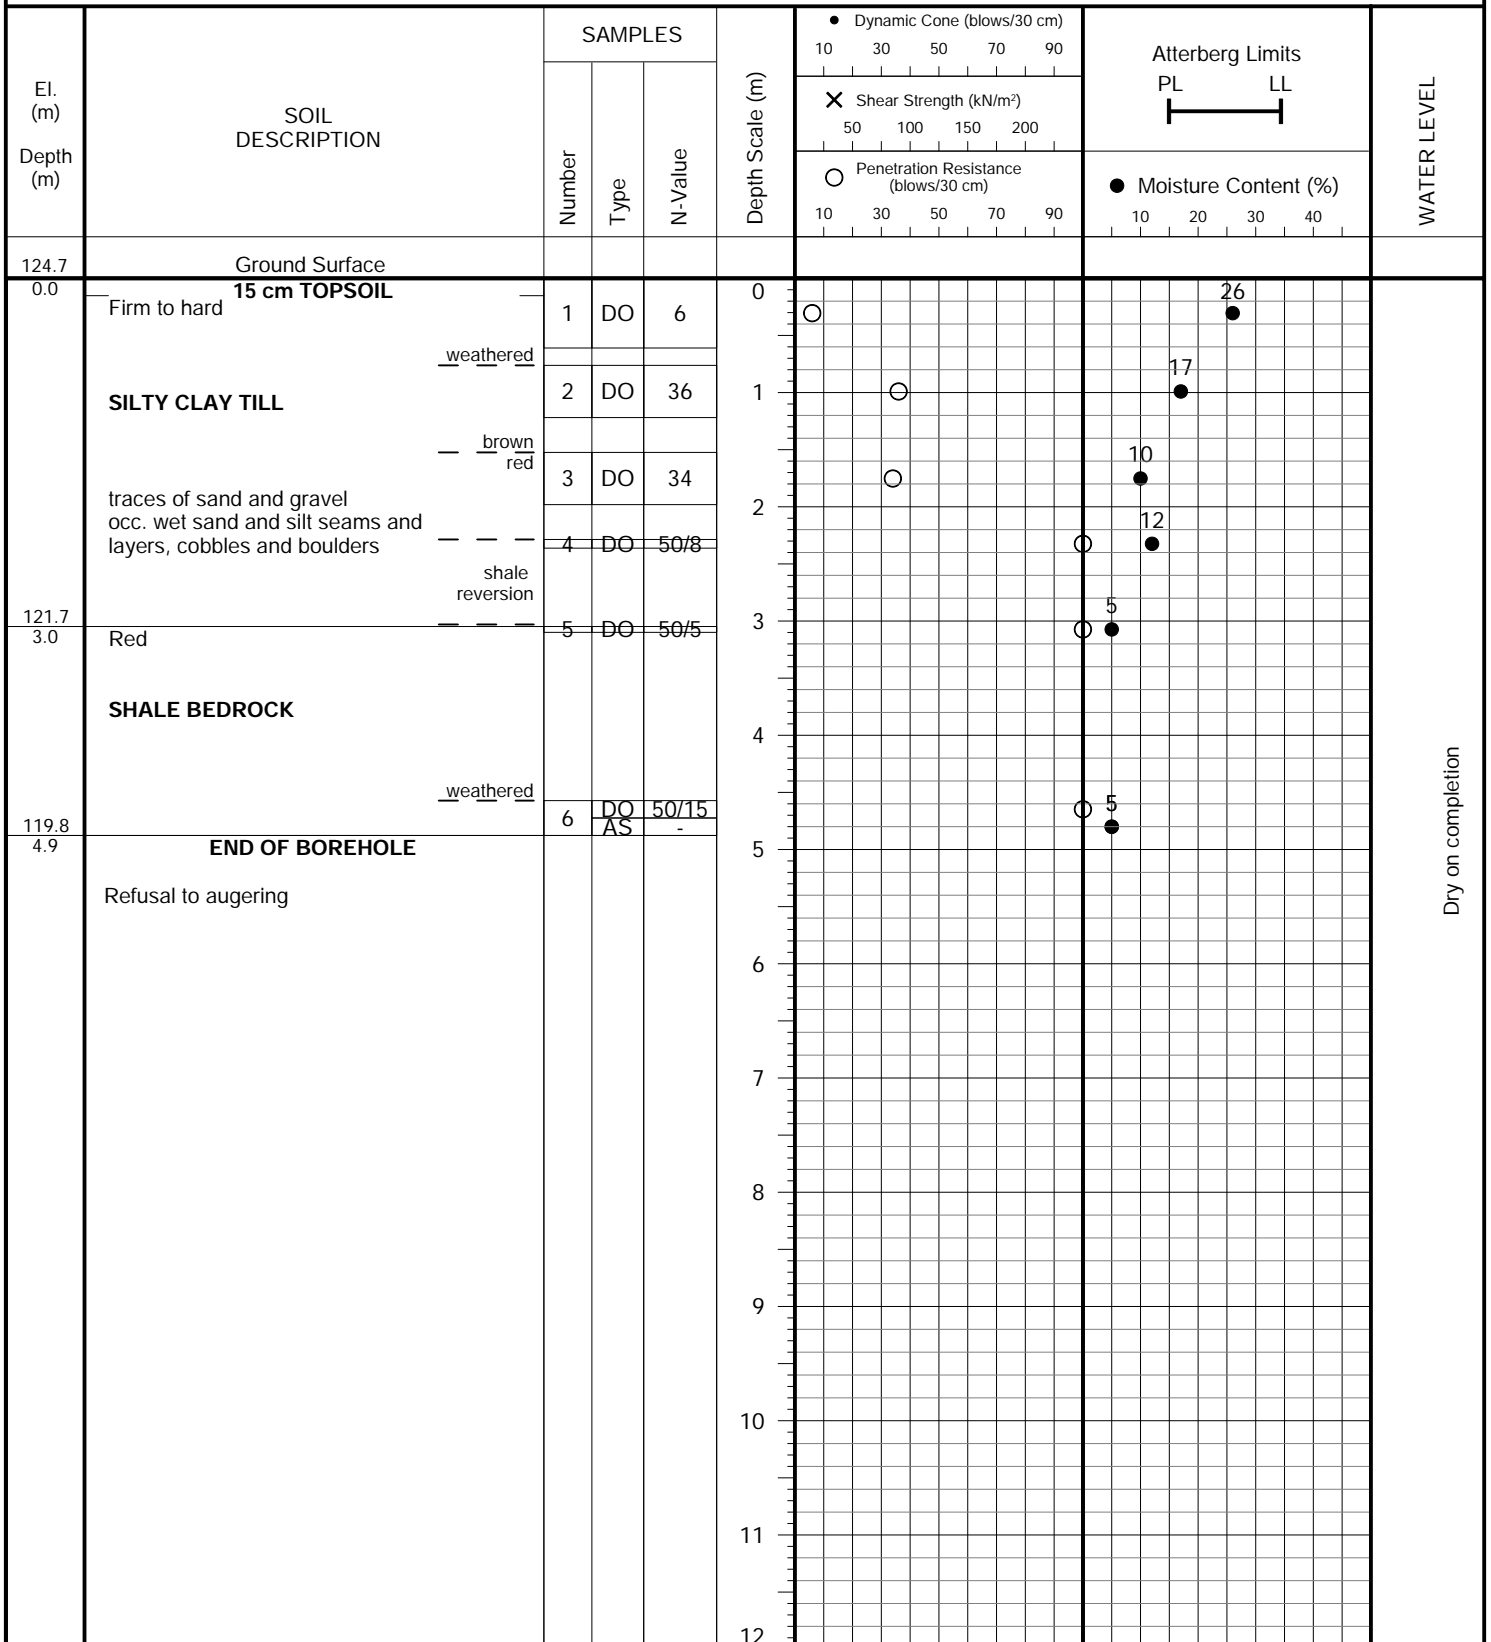 El.
(m)
Depth
(m)
SOIL
DESCRIPTION
SAMPLES
Number
Type
N-Value
Depth Scale (m)
Dynamic Cone (blows/30 cm)
10 30 50 70 90
Shear Strength (kN/m²)
50 100 150 200
Penetration Resistance
(blows/30 cm)
10 30 50 70 90
Atterberg Limits
PL LL
Moisture Content (%)
10 20 30 40
WATER LEVEL
124.7 Ground Surface
0.0 15 cm TOPSOIL 0 26
Firm to hard 1 DO 6
weathered
17
2 DO 36 1
SILTY CLAY TILL
brown
red
10
3 DO 34
traces of sand and gravel
2
occ. wet sand and silt seams and
12
layers, cobbles and boulders 4 DO 50/8
shale
reversion
5
121.7
3
3.0 Red 5 DO 50/5
SHALE BEDROCK
4
weathered
6 DO 50/15 5
AS -
119.8
4.9 END OF BOREHOLE 5
Refusal to augering
Dry on completion
6
7
8
9
10
11
12